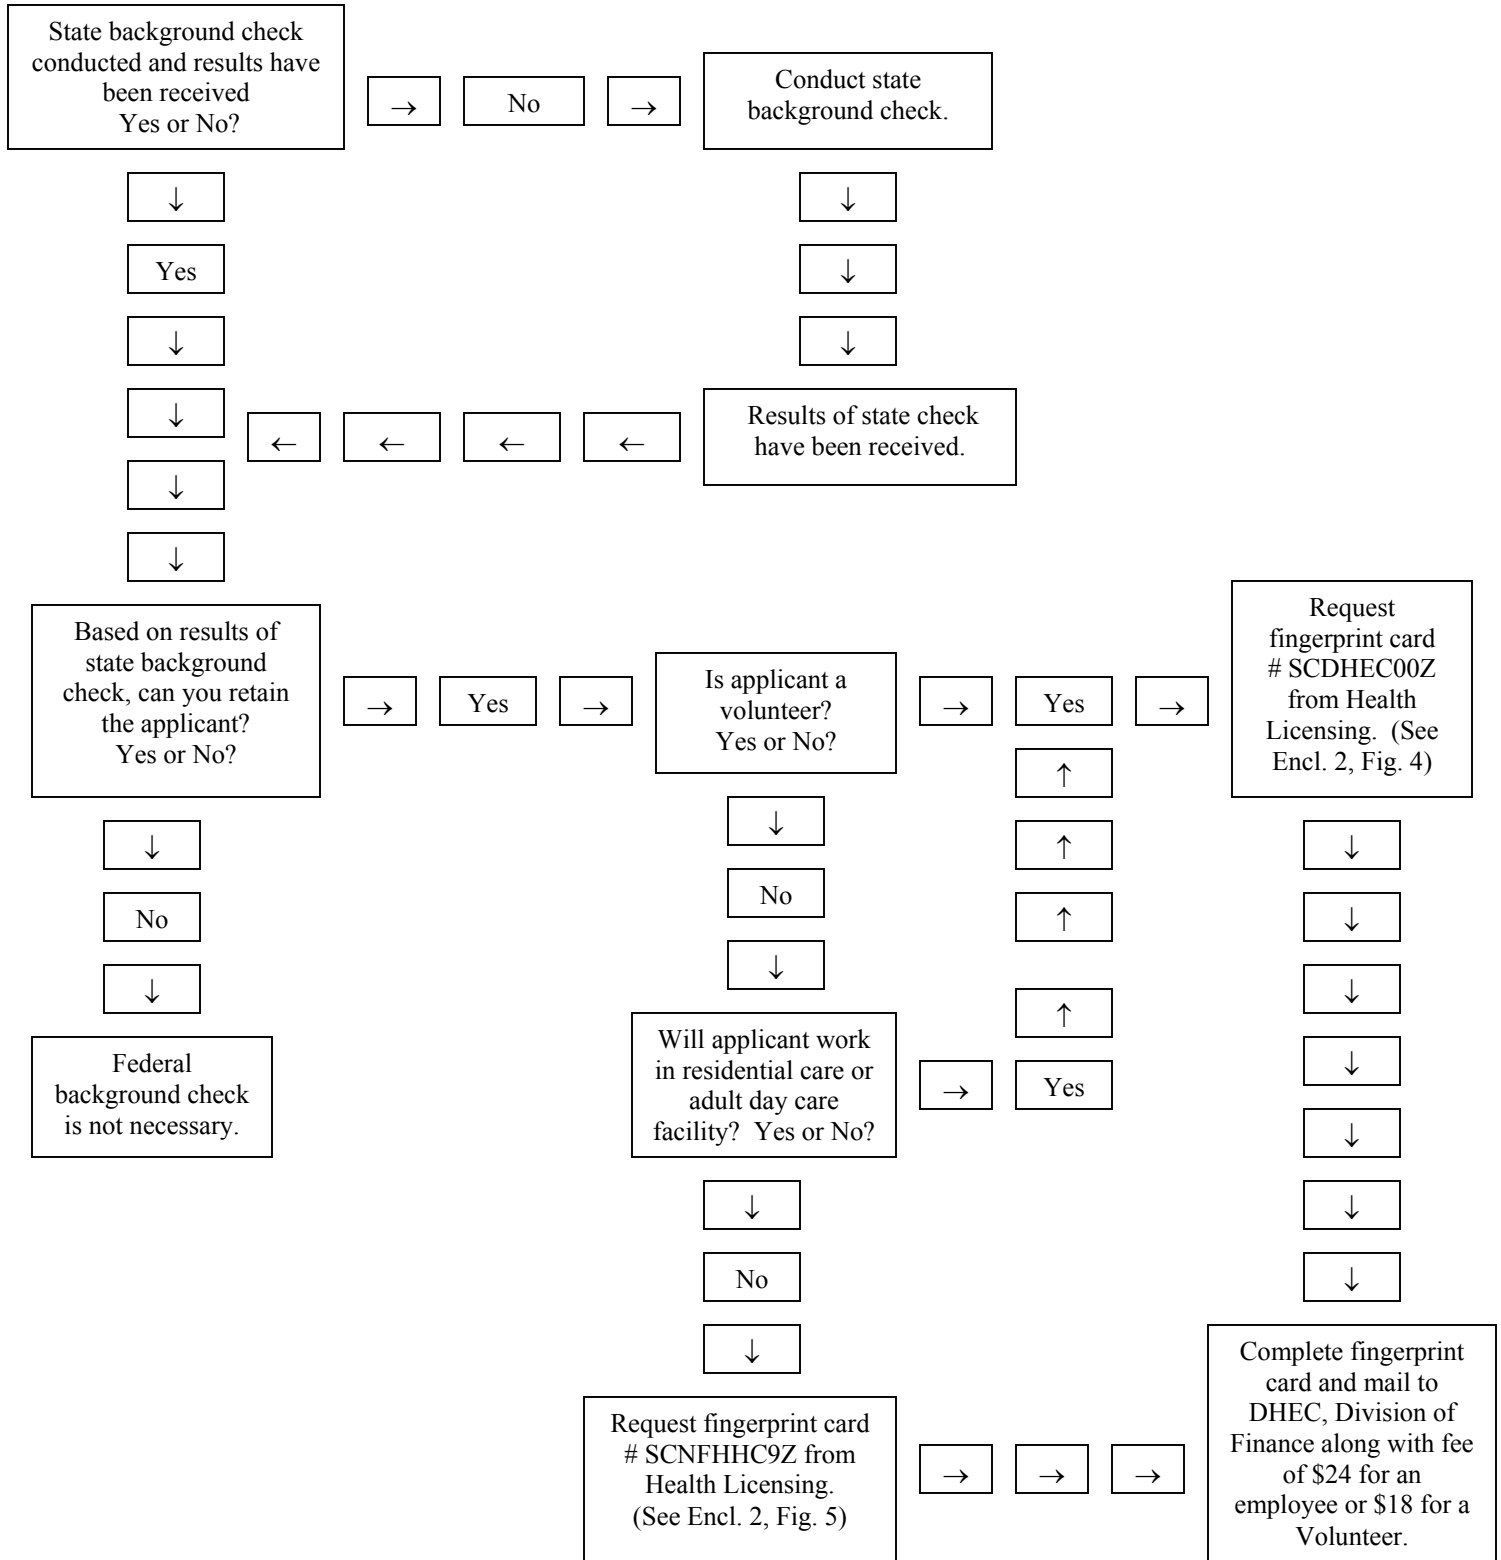 State background check
conducted and results have
been received
Yes or No?
→
No
→
Conduct state
background check.
↓
↓
Yes
↓
↓
↓
↓
Results of state check
have been received.
←
←
←
←
↓
↓
↓
Based on results of
state background
check, can you retain
the applicant?
Yes or No?
→
Yes
→
Is applicant a
volunteer?
Yes or No?
→
Yes
→
Request
fingerprint card
# SCDHEC00Z
from Health
Licensing.  (See
Encl. 2, Fig. 4)
↓
No
↓
Federal
background check
is not necessary.
↓
No
↓
↑
↑
↑
↑
Will applicant work
in residential care or
adult day care
facility?  Yes or No?
→
Yes
↓
No
↓
↓
↓
↓
↓
↓
↓
↓
Request fingerprint card
# SCNFHHC9Z from
Health Licensing.
(See Encl. 2, Fig. 5)
→
→
→
Complete fingerprint
card and mail to
DHEC, Division of
Finance along with fee
of $24 for an
employee or $18 for a
Volunteer.